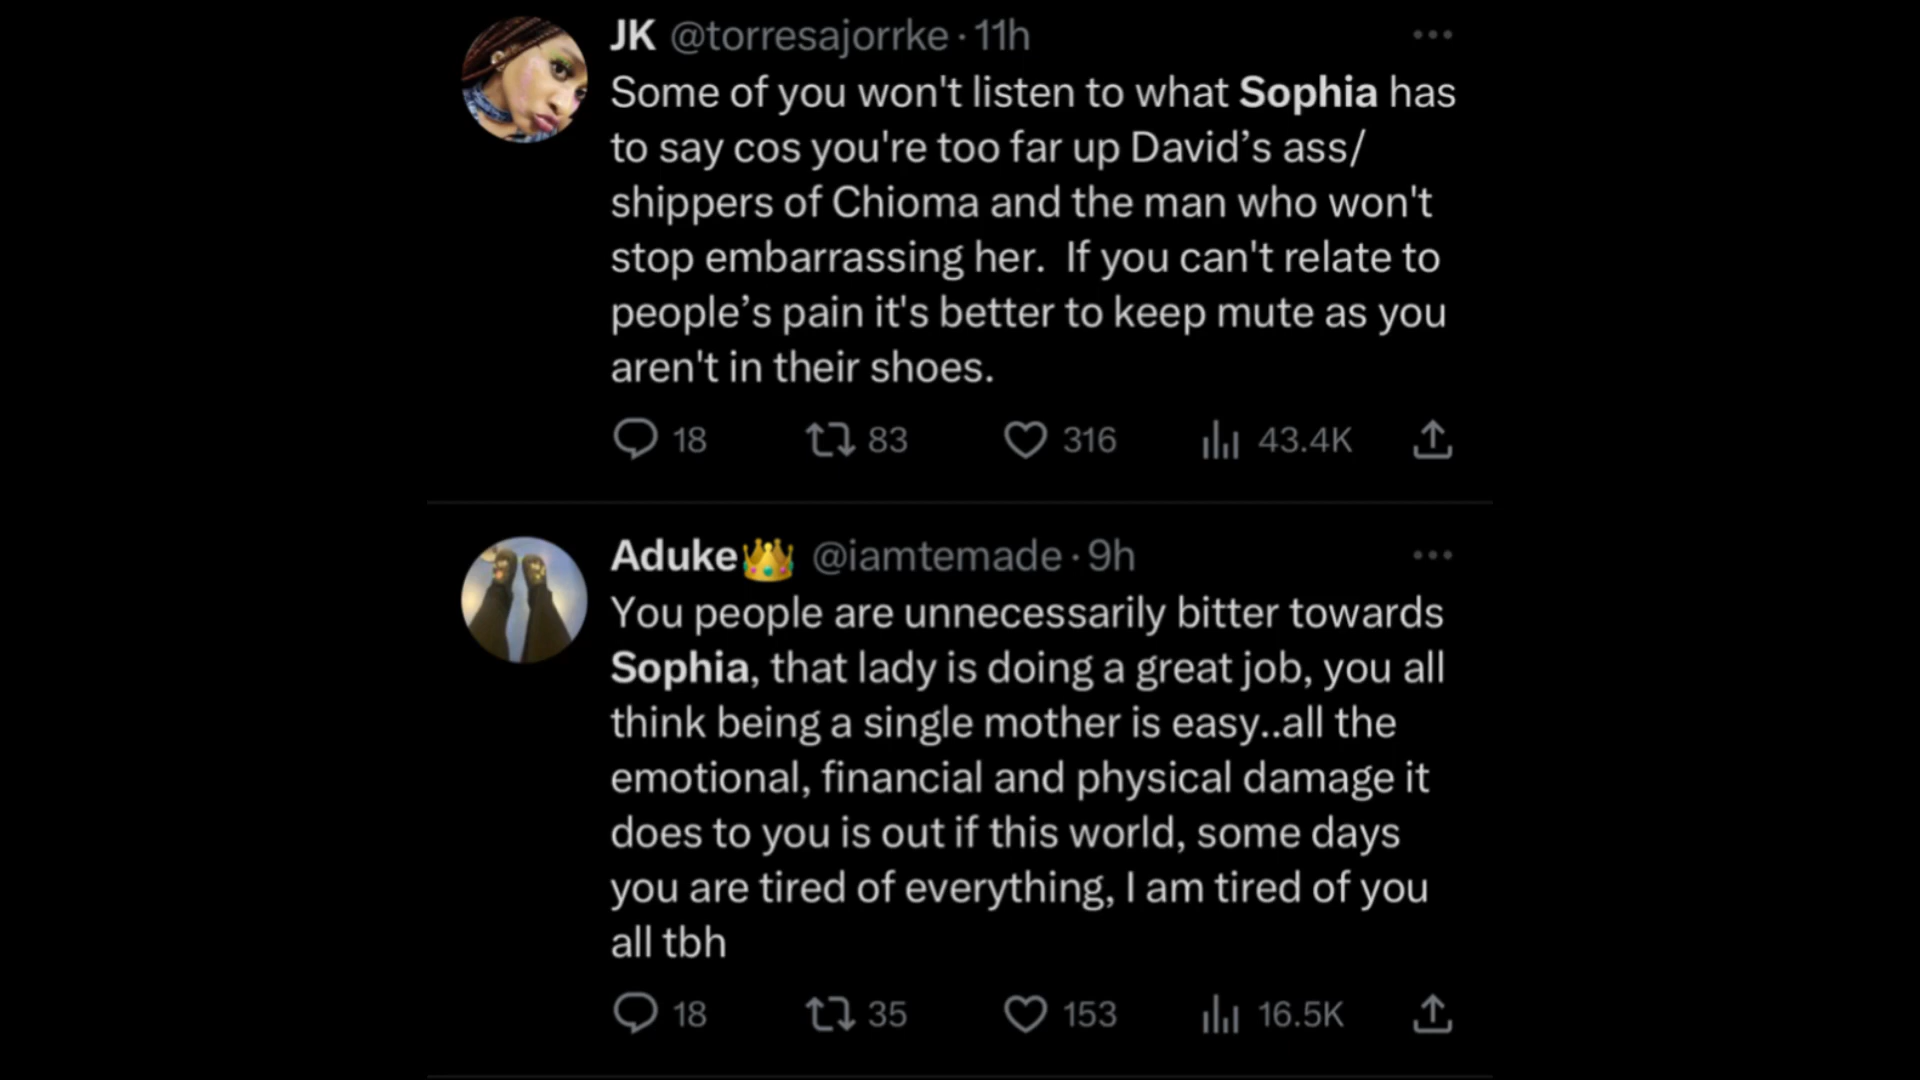 JK @torresajorrke · 11h
Some of you won't listen to what Sophia has
to say cos you're too far up David’s ass/
shippers of Chioma and the man who won't
stop embarrassing her.  If you can't relate to
people’s pain it's better to keep mute as you
aren't in their shoes.
18 83 316 43.4K
Aduke👑 @iamtemade · 9h
You people are unnecessarily bitter towards
Sophia, that lady is doing a great job, you all
think being a single mother is easy..all the
emotional, financial and physical damage it
does to you is out if this world, some days
you are tired of everything, I am tired of you
all tbh
18 35 153 16.5K